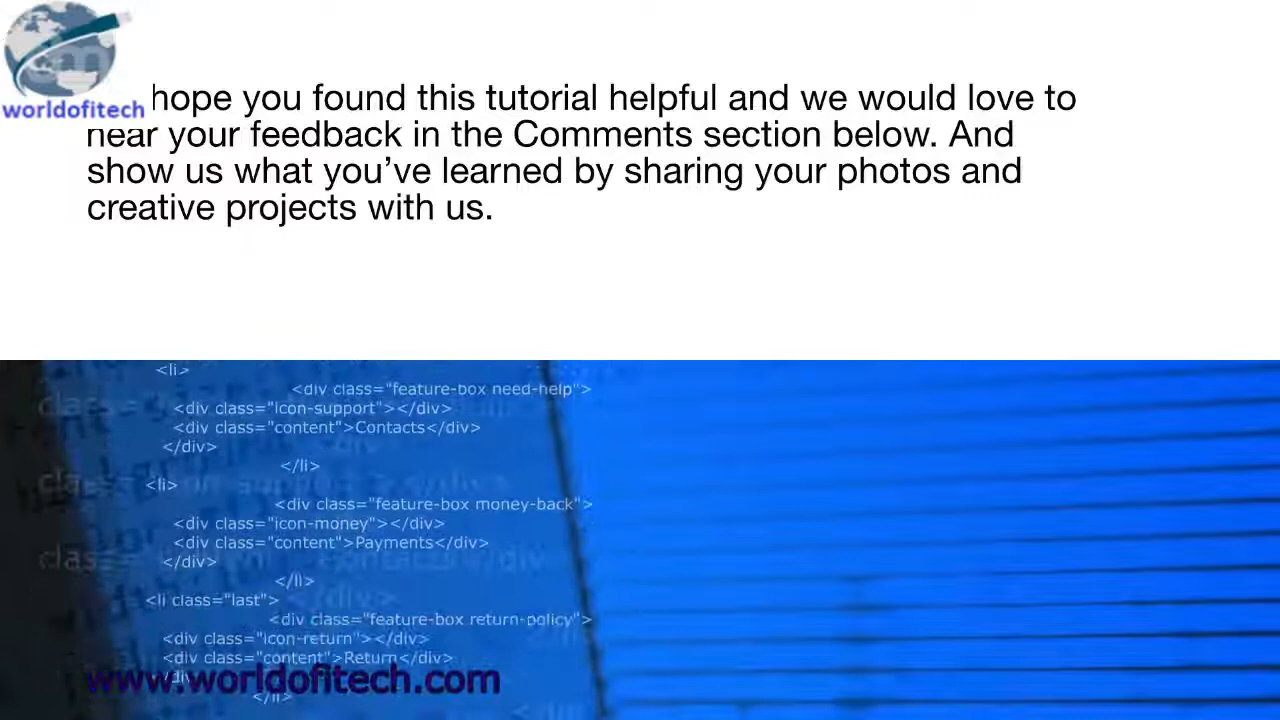 worldofitech
hope you found this tutorial helpful and we would love to
hear your feedback in the Comments section below. And
show us what you’ve learned by sharing your photos and
creative projects with us.
<li>
<div class="feature-box need-help">
<div class="icon-support"></div>
<div class="content">Contacts</div>
</div>
</li>
<li>
<div class="feature-box money-back">
<div class="icon-money"></div>
<div class="content">Payments</div>
</div>
</li>
<li class="last">
<div class="feature-box return-policy">
<div class="icon-return"></div>
<div class="content">Return</div>
</div>
www.worldofitech.com
</li>